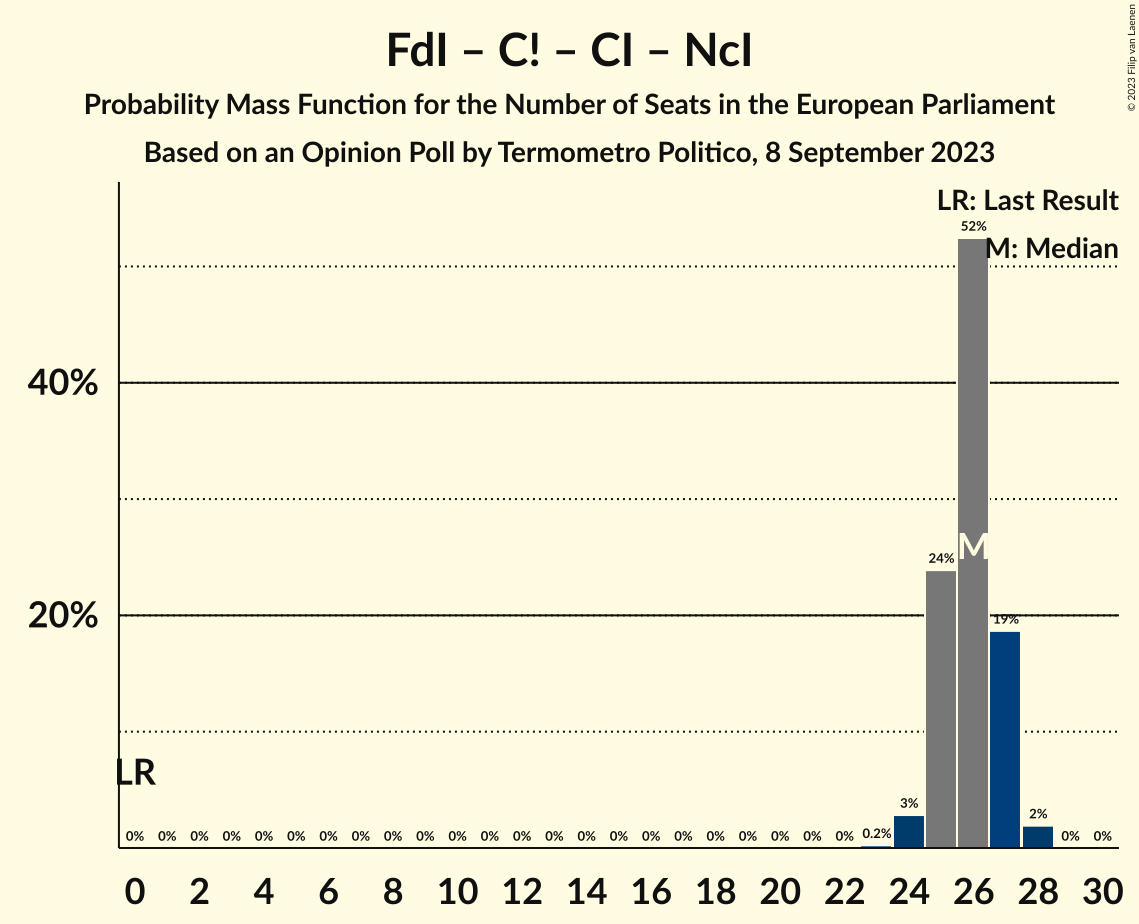 FdI – C! – CI – NcI
Probability Mass Function for the Number of Seats in the European Parliament
Based on an Opinion Poll by Termometro Politico, 8 September 2023
© 2023 Filip van Laenen
LR: Last Result
M: Median
52%
40%
24%
M
20%
19%
LR
3%
2%
0% 0% 0% 0% 0% 0% 0% 0% 0% 0% 0% 0% 0% 0% 0% 0% 0% 0% 0% 0% 0% 0% 0% 0.2% 0% 0%
0 2 4 6 8 10 12 14 16 18 20 22 24 26 28 30